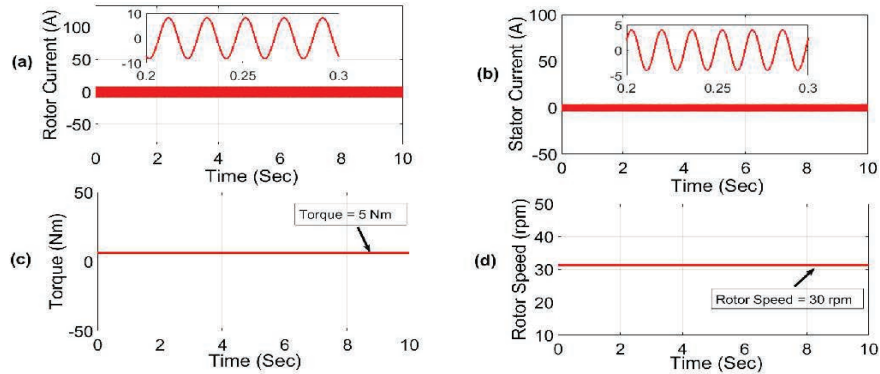 (a)
Rotor Current (A)
100
50
0
-50
10
0
-10
0.2 0.25 0.3
0 2 4 6 8 10
Time (Sec)
(b)
Stator Current (A)
100
50
0
-50
5
0
-5
0.2 0.25 0.3
0 2 4 6 8 10
Time (Sec)
(c)
Torque (Nm)
50
0
-50
Torque = 5 Nm
0 2 4 6 8 10
Time (Sec)
(d)
Rotor Speed (rpm)
50
40
30
20
10
Rotor Speed = 30 rpm
0 2 4 6 8 10
Time (Sec)